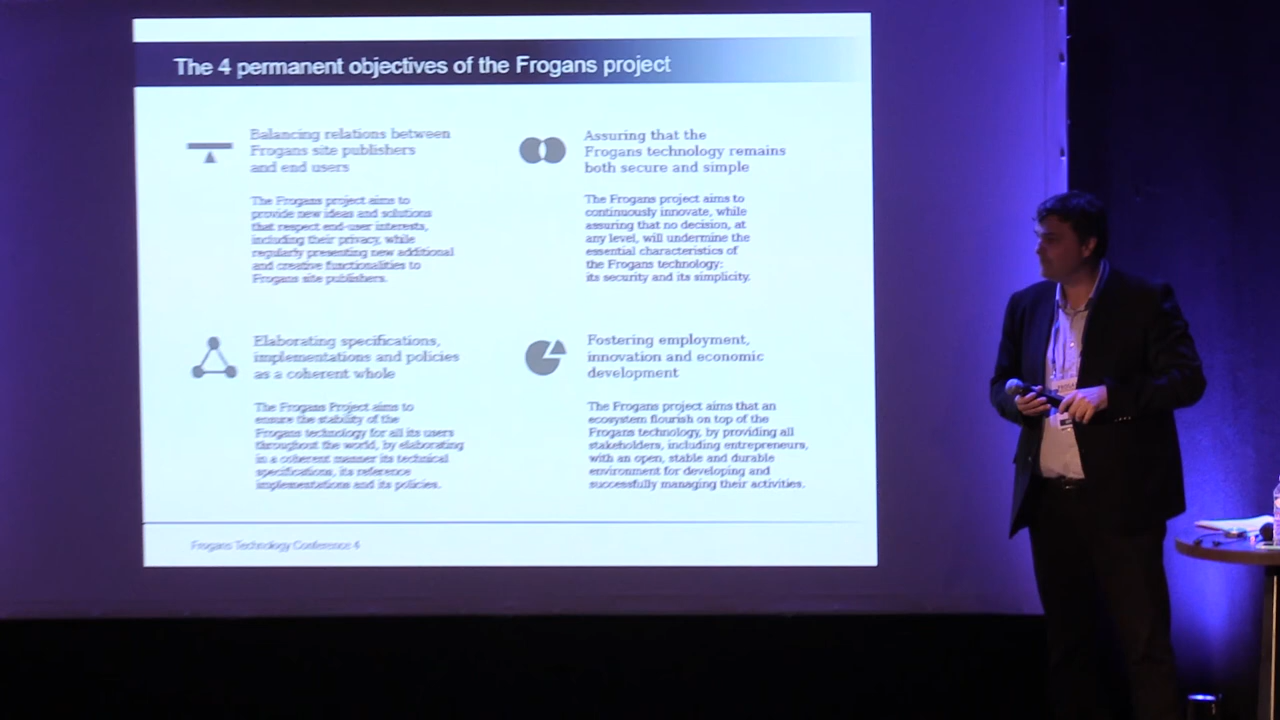 The 4 permanent objectives of the Frogans project
Balancing relations between
Frogans site publishers
and end users
The Frogans project aims to
provide new ideas and solutions
that respect end-user interests,
including their privacy, while
regularly presenting new additional
and creative functionalities to
Frogans site publishers.
Assuring that the
Frogans technology remains
both secure and simple
The Frogans project aims to
continuously innovate, while
assuring that no decision, at
any level, will undermine the
essential characteristics of
the Frogans technology:
its security and its simplicity.
Elaborating specifications,
implementations and policies
as a coherent whole
The Frogans Project aims to
ensure the stability of the
Frogans technology for all its users
throughout the world, by elaborating
in a coherent manner its technical
specifications, its reference
implementations and its policies.
Fostering employment,
innovation and economic
development
The Frogans project aims that an
ecosystem flourish on top of the
Frogans technology, by providing all
stakeholders, including entrepreneurs,
with an open, stable and durable
environment for developing and
successfully managing their activities.
Frogans Technology Conference 4